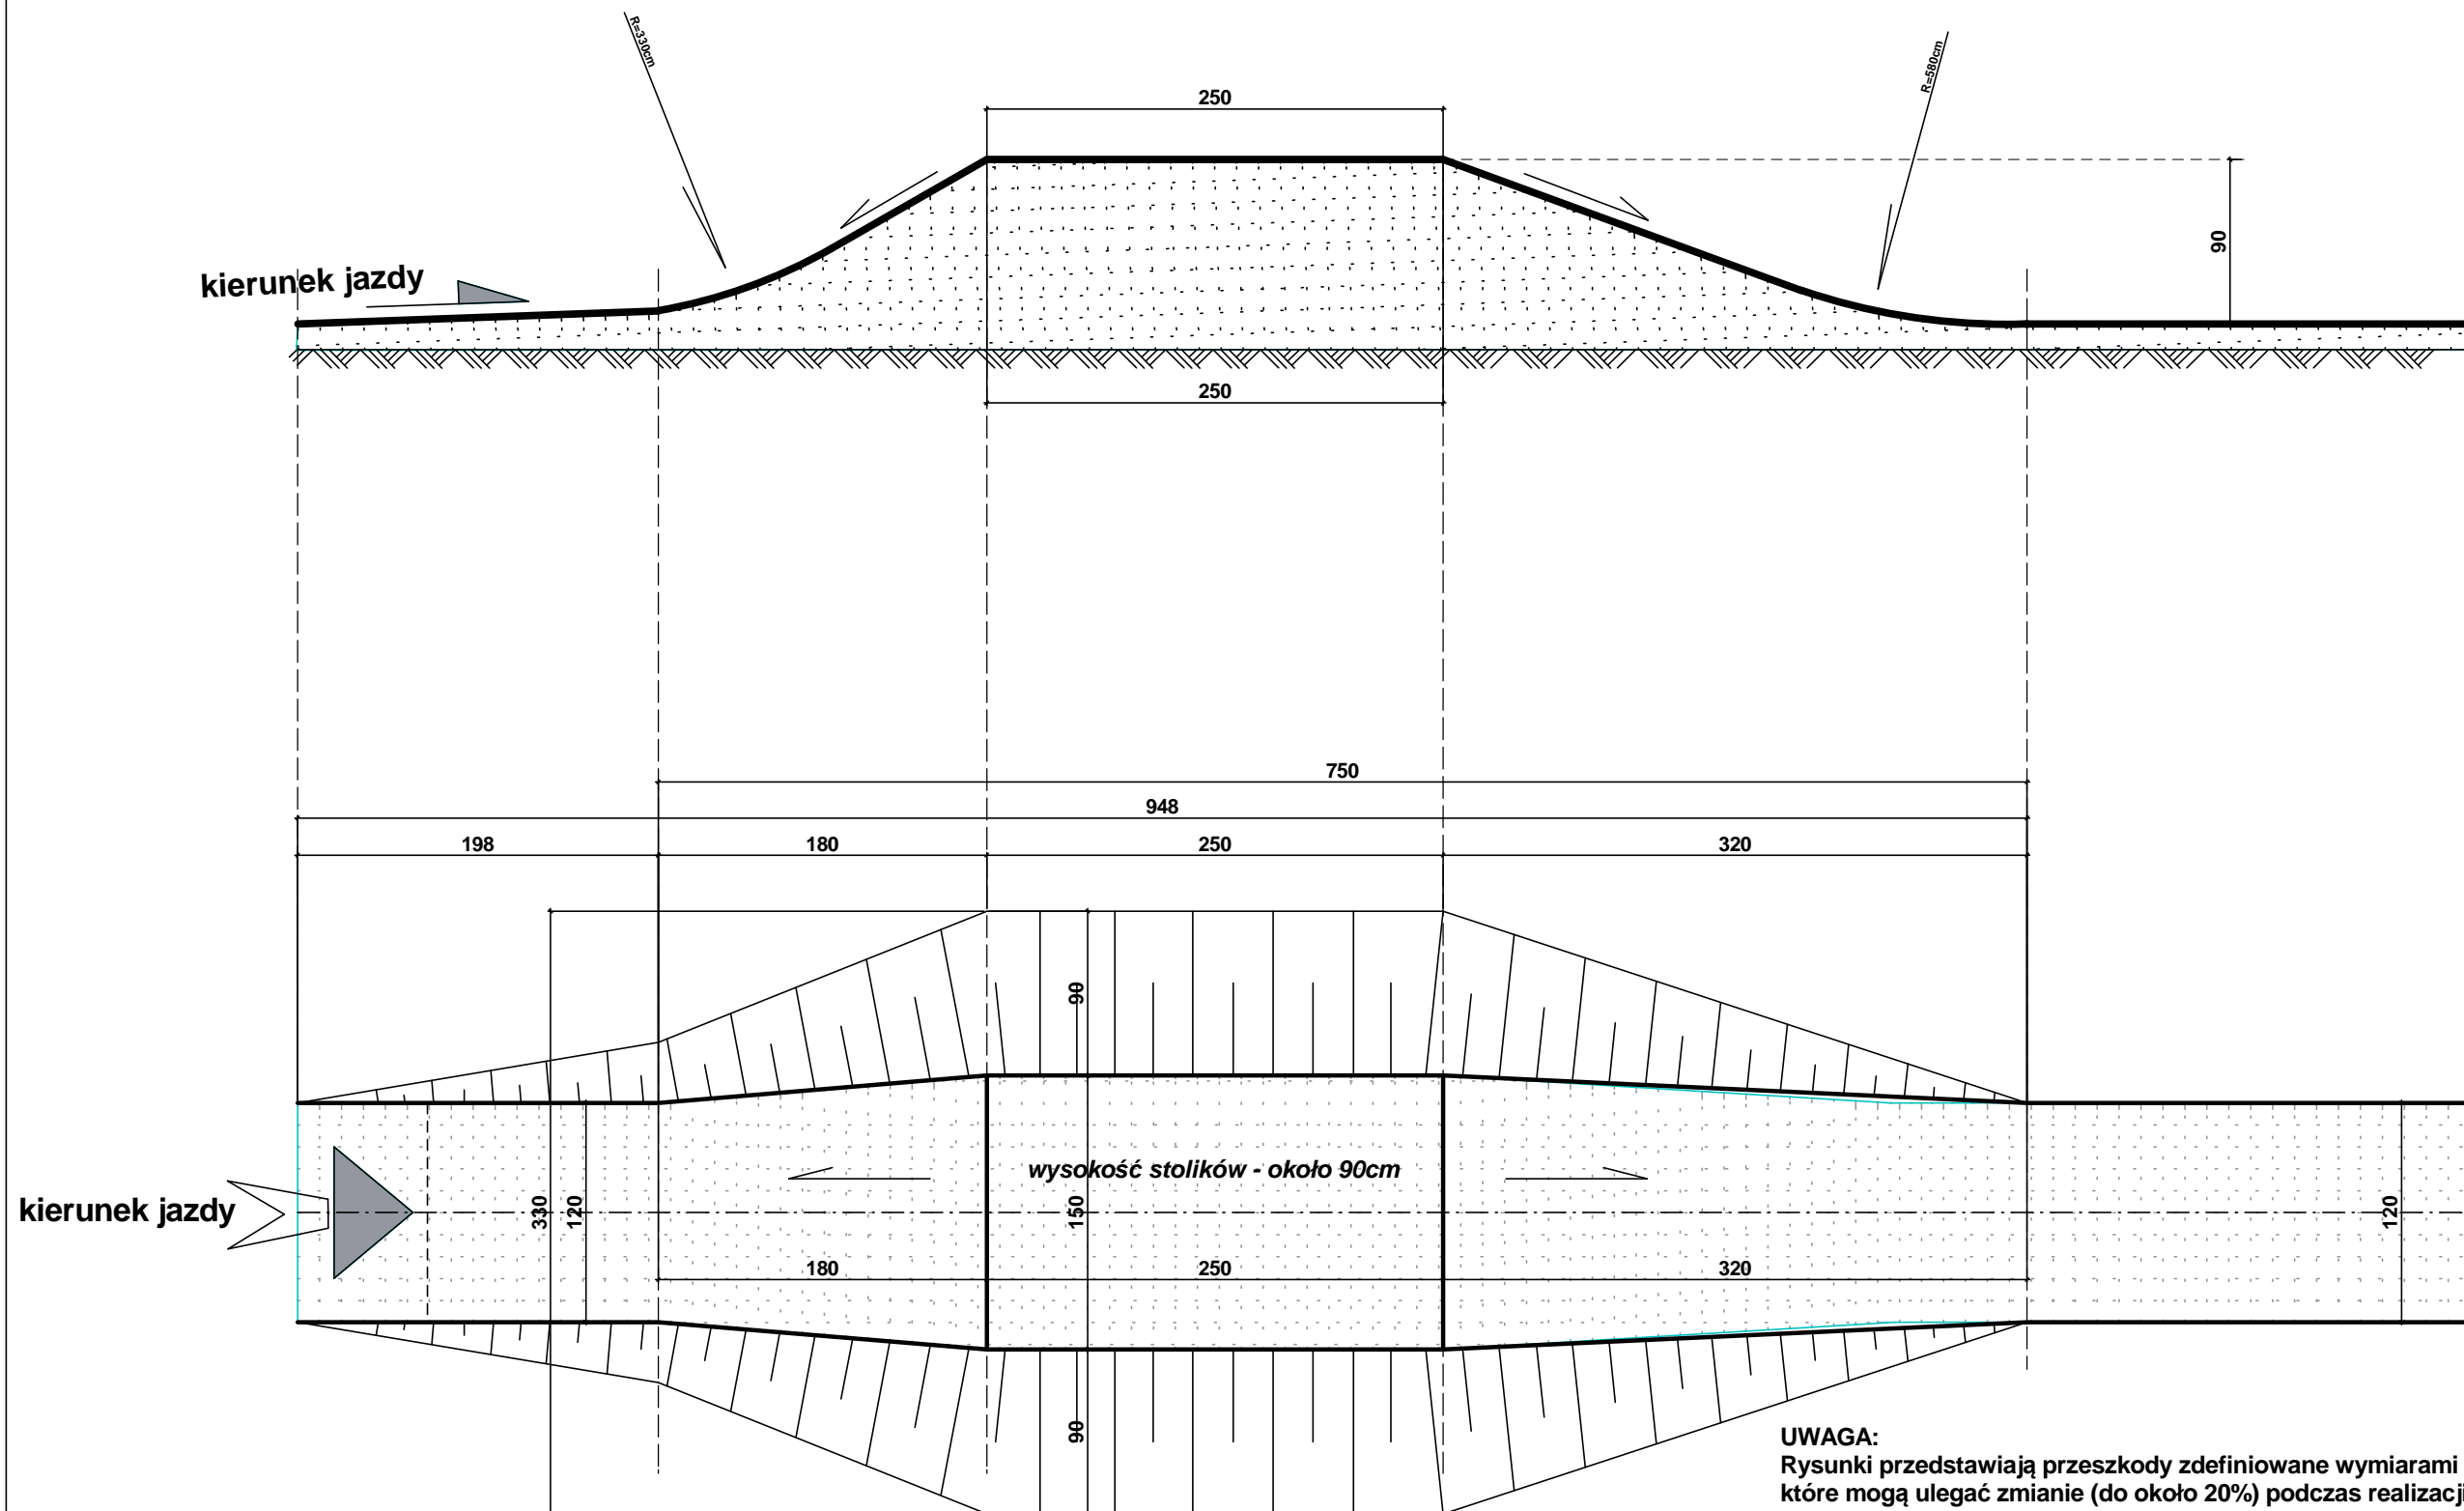 R=330cm
R=580cm
250
90
kierunek jazdy
250
750
948
198
180
250
320
90
wysokość stolików - około 90cm
kierunek jazdy
330
120
150
120
180
250
320
90
UWAGA:
Rysunki przedstawiają przeszkody zdefiniowane wymiarami
które mogą ulegać zmianie (do około 20%) podczas realizacj